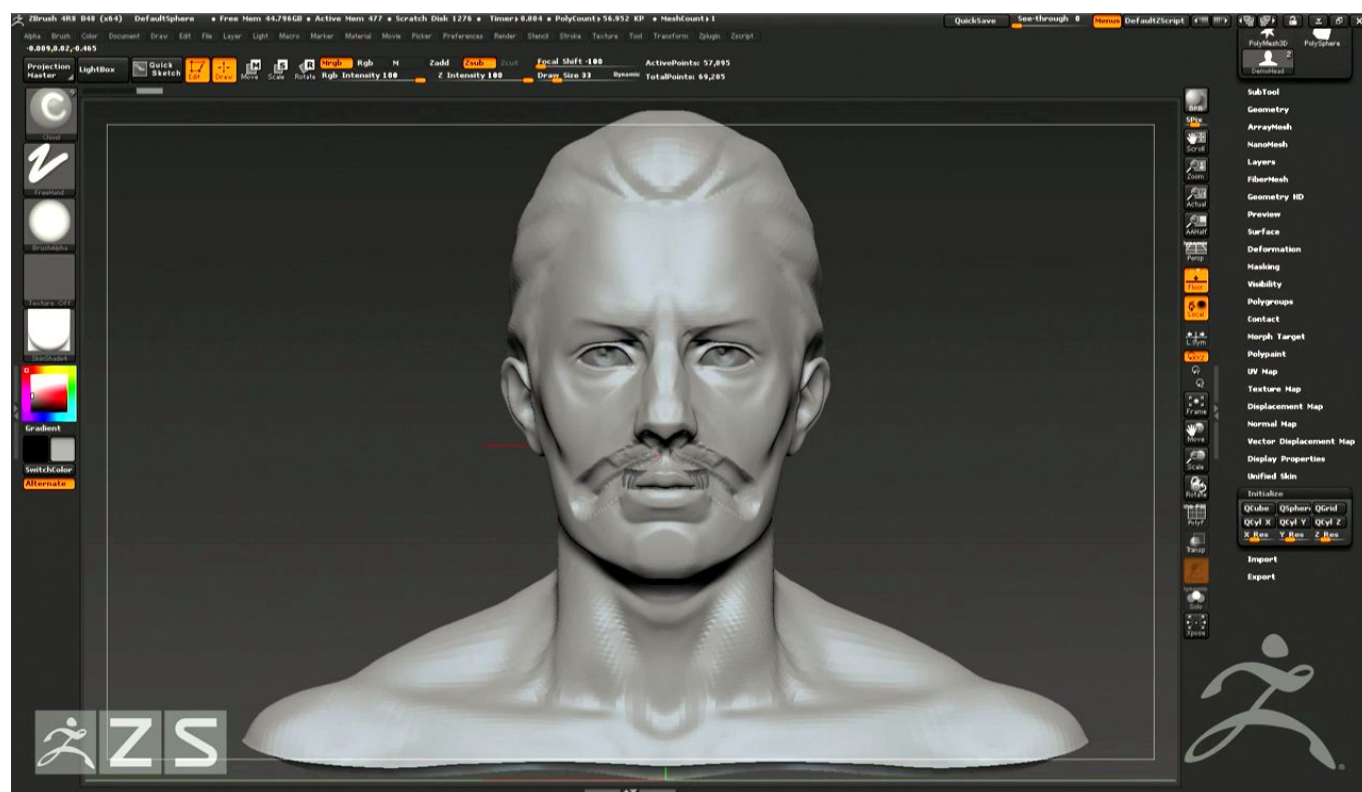 ZBrush 4R8 B48 (x64) DefaultSphere • Free Mem 44.796GB • Active Mem 477 • Scratch Disk 1276 • Timer▸0.004 • PolyCount▸56.952 KP • MeshCount▸1 QuickSave See-through 0 Menus DefaultZScript
Alpha Brush Color Document Draw Edit File Layer Light Macro Marker Material Movie Picker Preferences Render Stencil Stroke Texture Tool Transform Zplugin Zscript
-0.009,0.02,-0.465
PolyMesh3D PolySphere
Projection Master
LightBox
Quick Sketch
Edit Draw Move Scale Rotate
Mrgb Rgb M
Rgb Intensity 100
Zadd Zsub Zcut
Z Intensity 100
Focal Shift -100
Draw Size 33 Dynamic
ActivePoints: 57,095
TotalPoints: 69,205
2
DemoHead
Chisel
FreeHand
BrushAlpha
Texture Off
SkinShade4
Gradient
SwitchColor
Alternate
BPR
SPix
Scroll
Zoom
Actual
AAHalf
Persp
Floor
Local
L.Sym
XYZ
Frame
Move
Scale
Rotate
PolyF
Transp
Solo
Xpose
SubTool
Geometry
ArrayMesh
NanoMesh
Layers
FiberMesh
Geometry HD
Preview
Surface
Deformation
Masking
Visibility
Polygroups
Contact
Morph Target
Polypaint
UV Map
Texture Map
Displacement Map
Normal Map
Vector Displacement Map
Display Properties
Unified Skin
Initialize
QCube QSpher QGrid
QCyl X QCyl Y QCyl Z
X Res Y Res Z Res
Import
Export
ZS